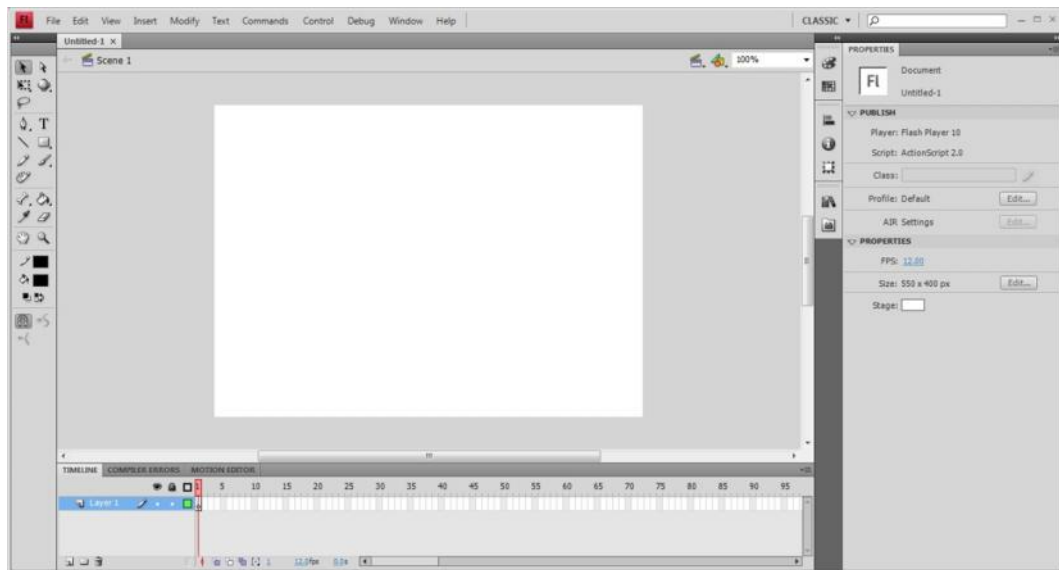 FL File Edit View Insert Modify Text Commands Control Debug Window Help CLASSIC
Untitled-1 ×
Scene 1 100%
T
PROPERTIES
Fl Document
Untitled-1
PUBLISH
Player: Flash Player 10
Script: ActionScript 2.0
Class:
Profile: Default Edit...
AIR Settings Edit...
PROPERTIES
FPS: 12.00
Size: 550 x 400 px Edit...
Stage:
TIMELINE COMPILER ERRORS MOTION EDITOR
1 5 10 15 20 25 30 35 40 45 50 55 60 65 70 75 80 85 90 95
Layer 1
1 12.0fps 0.0s